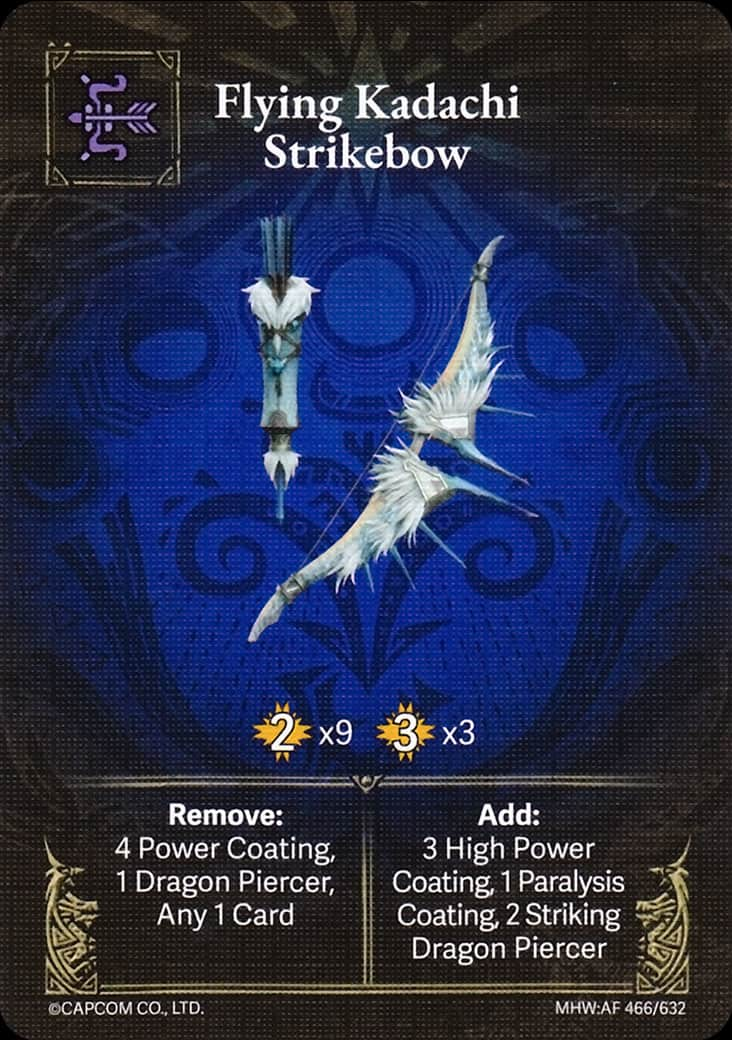 Flying Kadachi
Strikebow
2 x9 3 x3
Remove:
4 Power Coating,
1 Dragon Piercer,
Any 1 Card
Add:
3 High Power
Coating, 1 Paralysis
Coating, 2 Striking
Dragon Piercer
©CAPCOM CO., LTD.
MHW:AF 466/632